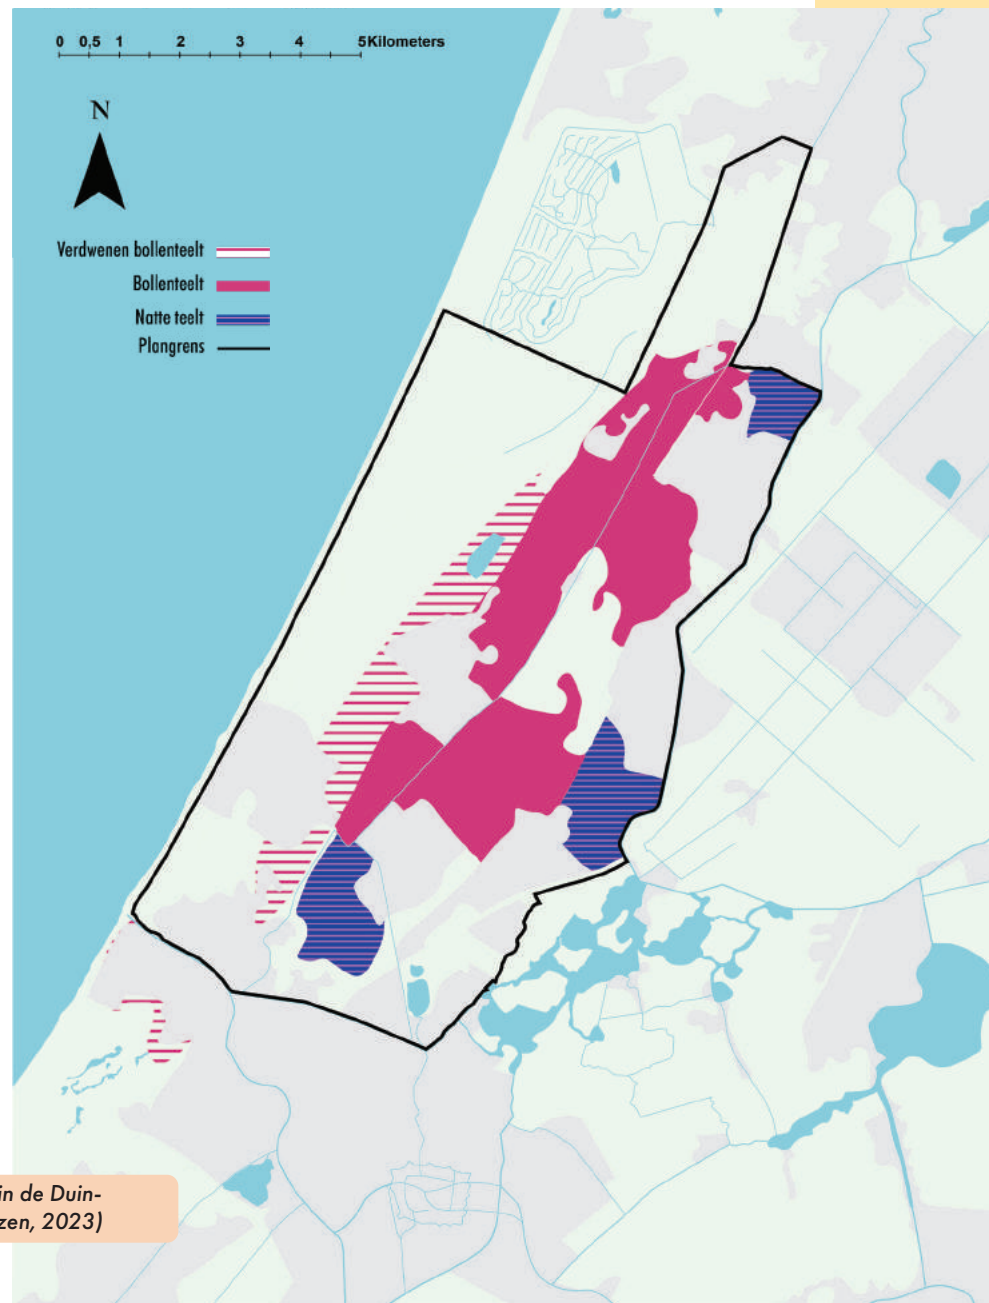 0 0,5 1 2 3 4 5Kilometers
N
Verdwenen bollenteelt
Bollenteelt
Natte teelt
Plangrens
in de Duin-
zen, 2023)